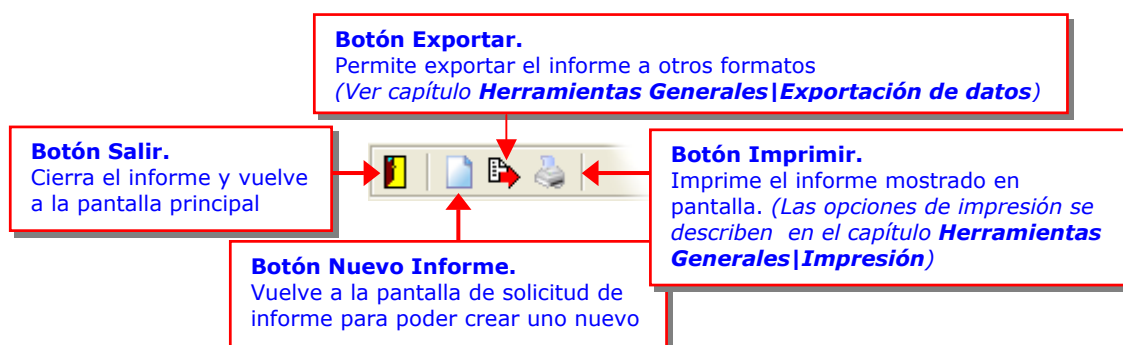 Botón Exportar.
Permite exportar el informe a otros formatos
(Ver capítulo Herramientas Generales|Exportación de datos)
Botón Salir.
Cierra el informe y vuelve
a la pantalla principal
Botón Imprimir.
Imprime el informe mostrado en
pantalla. (Las opciones de impresión se
describen en el capítulo Herramientas
Generales|Impresión)
Botón Nuevo Informe.
Vuelve a la pantalla de solicitud de
informe para poder crear uno nuevo